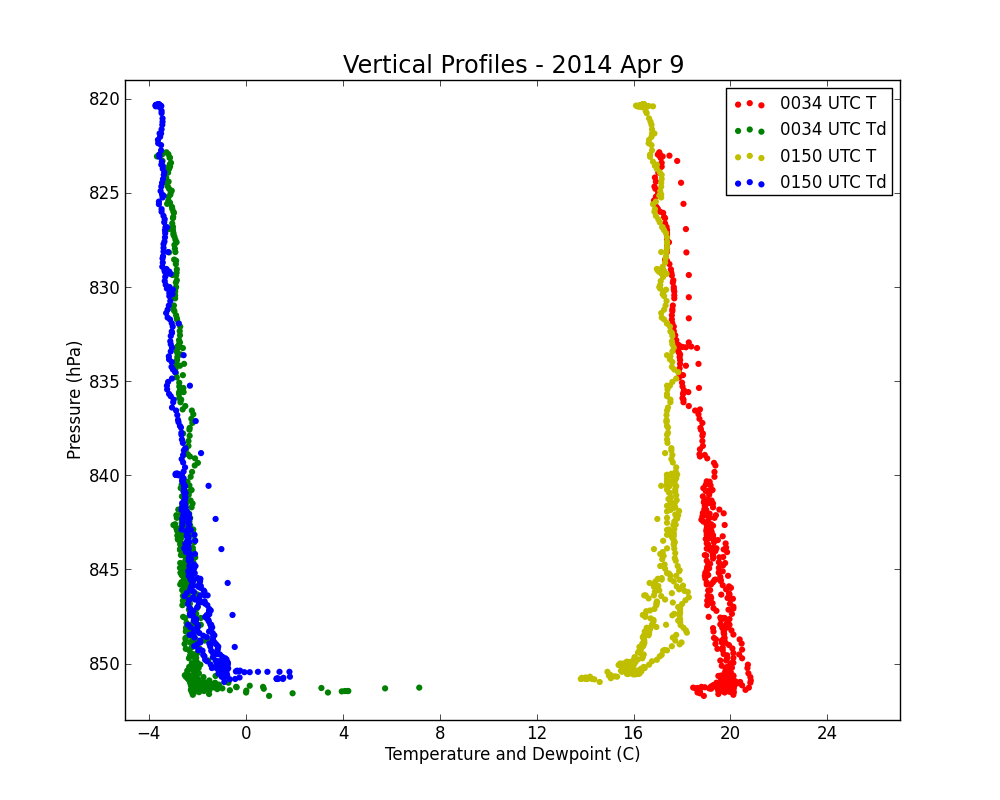 Vertical Profiles - 2014 Apr 9
0034 UTC T
0034 UTC Td
0150 UTC T
0150 UTC Td
820
825
830
835
840
845
850
Pressure (hPa)
−4 0 4 8 12 16 20 24
Temperature and Dewpoint (C)